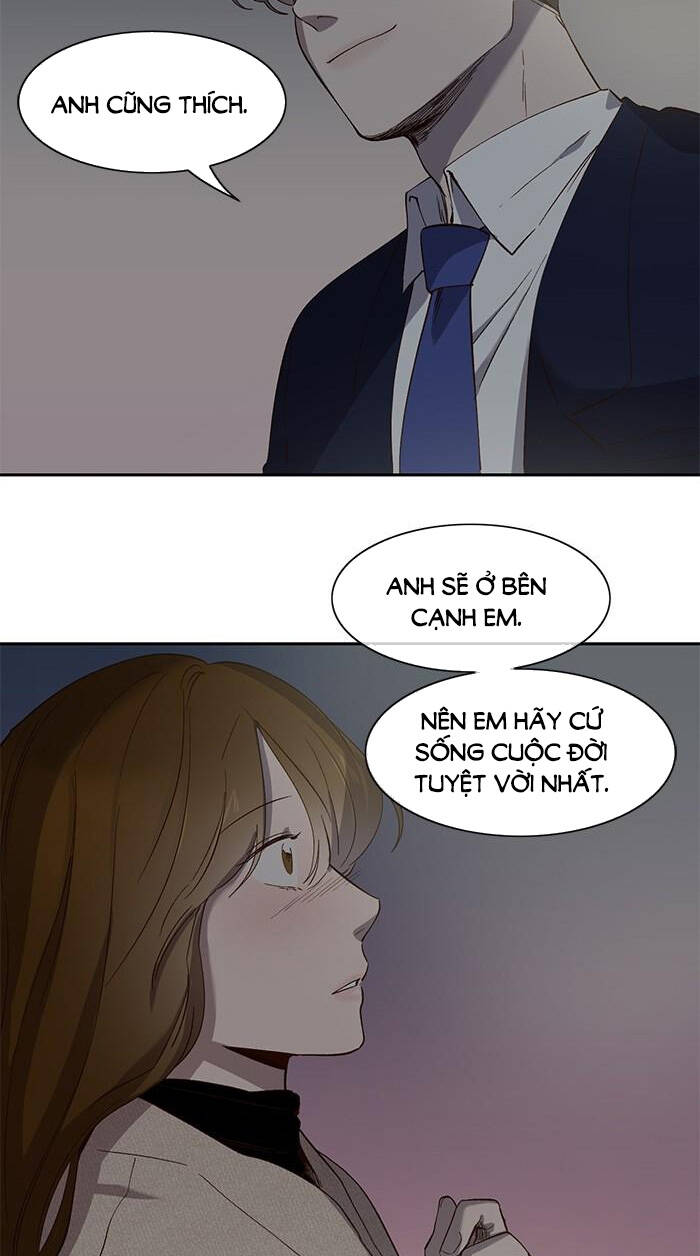 ANH CŨNG THÍCH.
ANH SẼ Ở BÊN
CẠNH EM.
NÊN EM HÃY CỨ
SỐNG CUỘC ĐỜI
TUYỆT VỜI NHẤT.